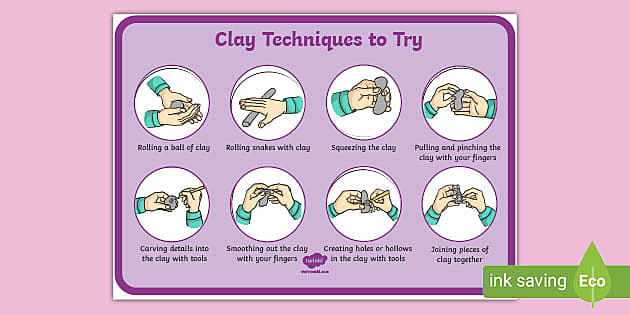 Clay Techniques to Try
Rolling a ball of clay
Rolling snakes with clay
Squeezing the clay
Pulling and pinching the
clay with your fingers
Carving details into
the clay with tools
Smoothing out the clay
with your fingers
Creating holes or hollows
in the clay with tools
Joining pieces of
clay together
twinkl
ink saving
Eco